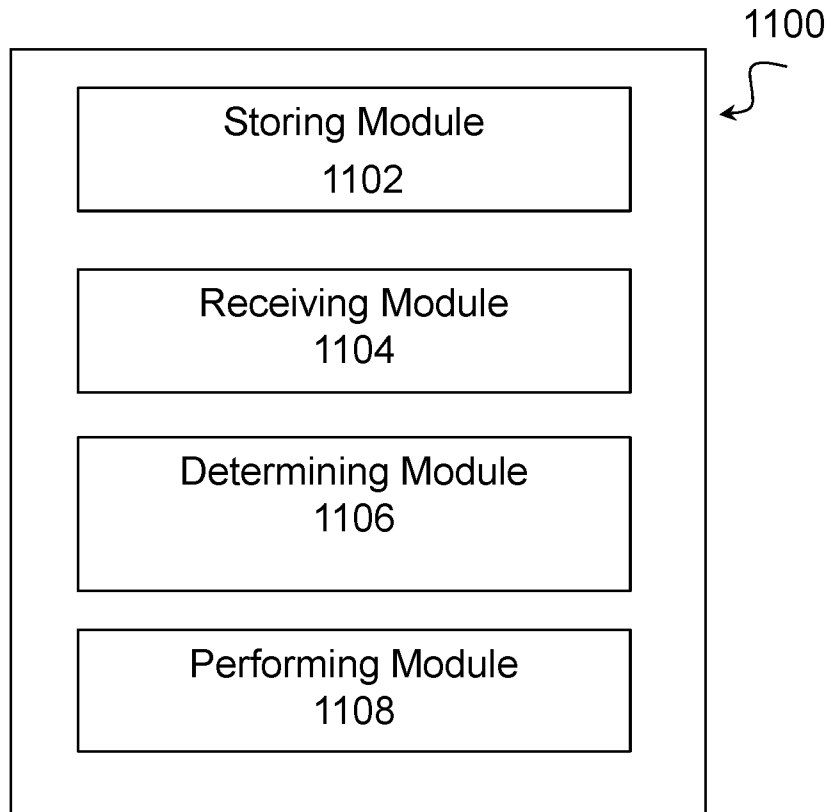 1100
Storing Module
1102
Receiving Module
1104
Determining Module
1106
Performing Module
1108